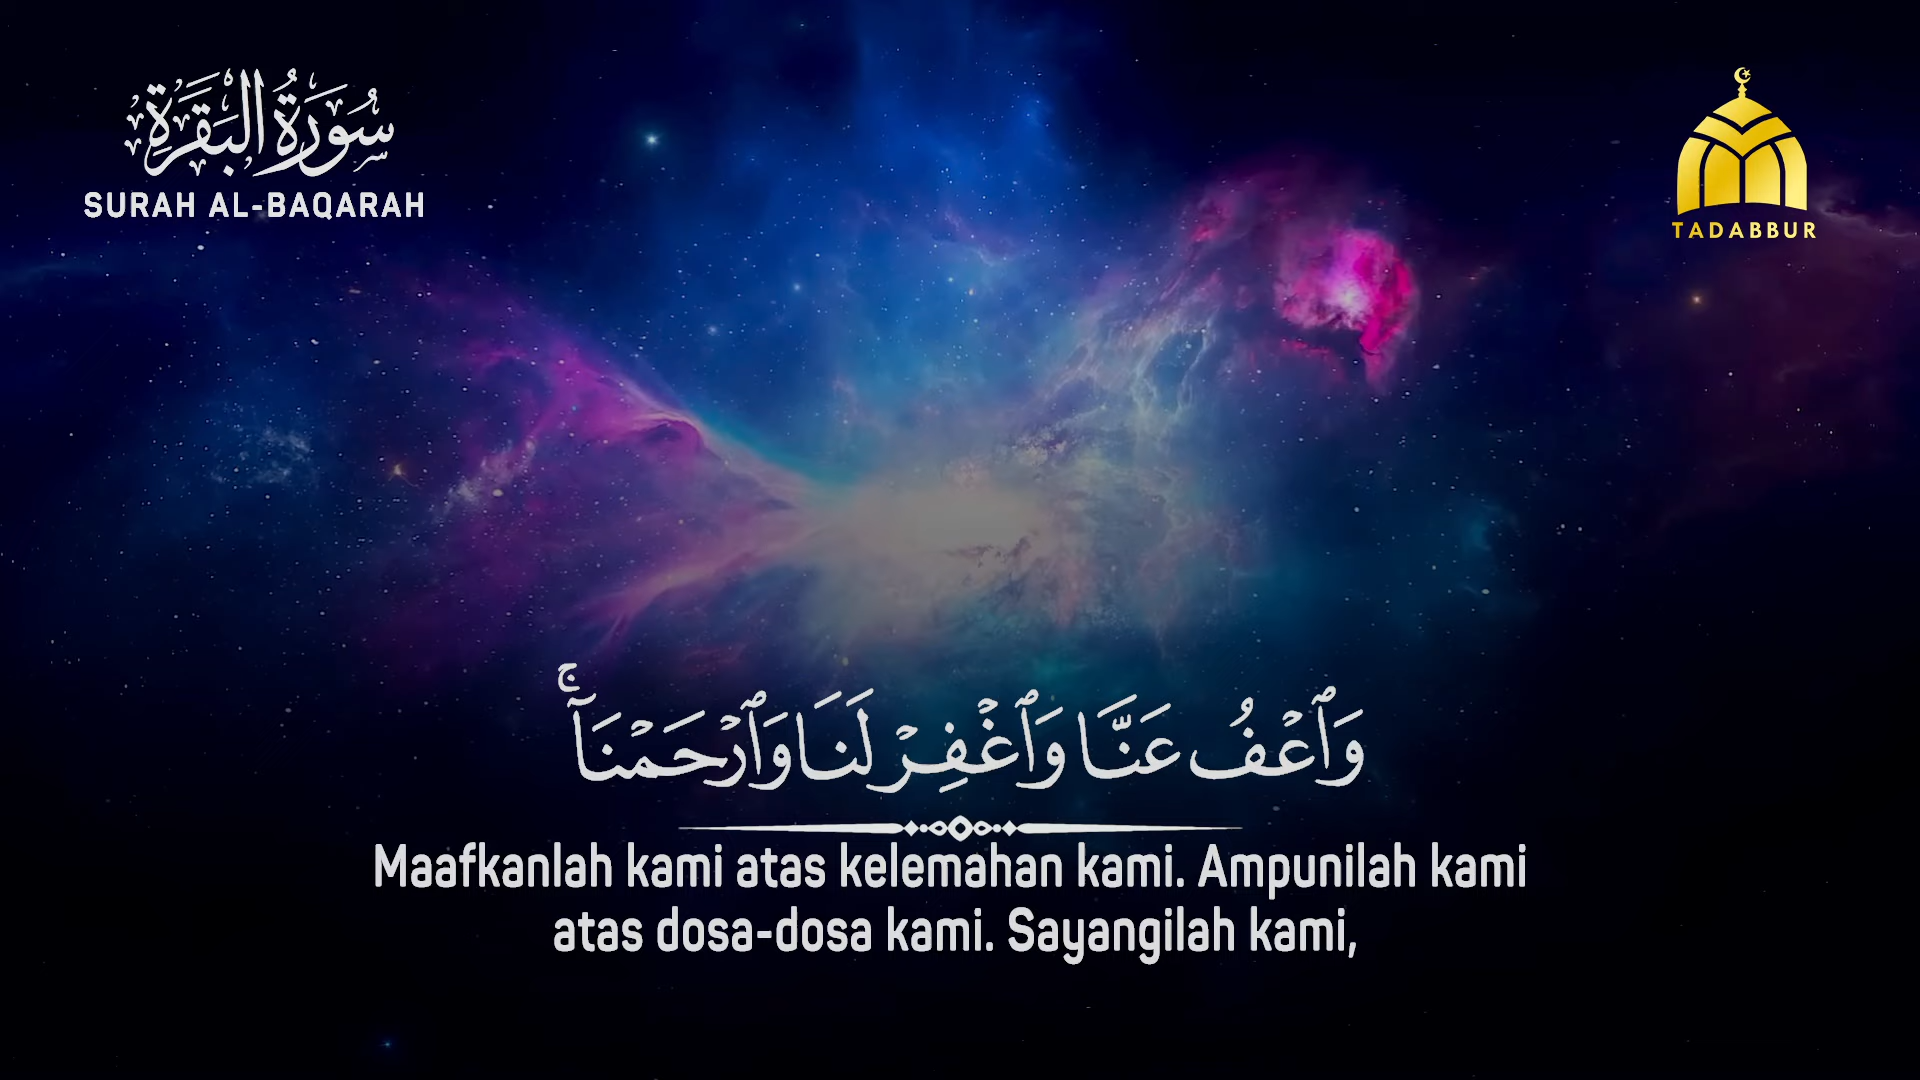 سُورَةُ الْبَقَرَةِ
SURAH AL-BAQARAH
TADABBUR
وَٱعۡفُ عَنَّا وَٱغۡفِرۡ لَنَا وَٱرۡحَمۡنَآۚ
Maafkanlah kami atas kelemahan kami. Ampunilah kami
atas dosa-dosa kami. Sayangilah kami,